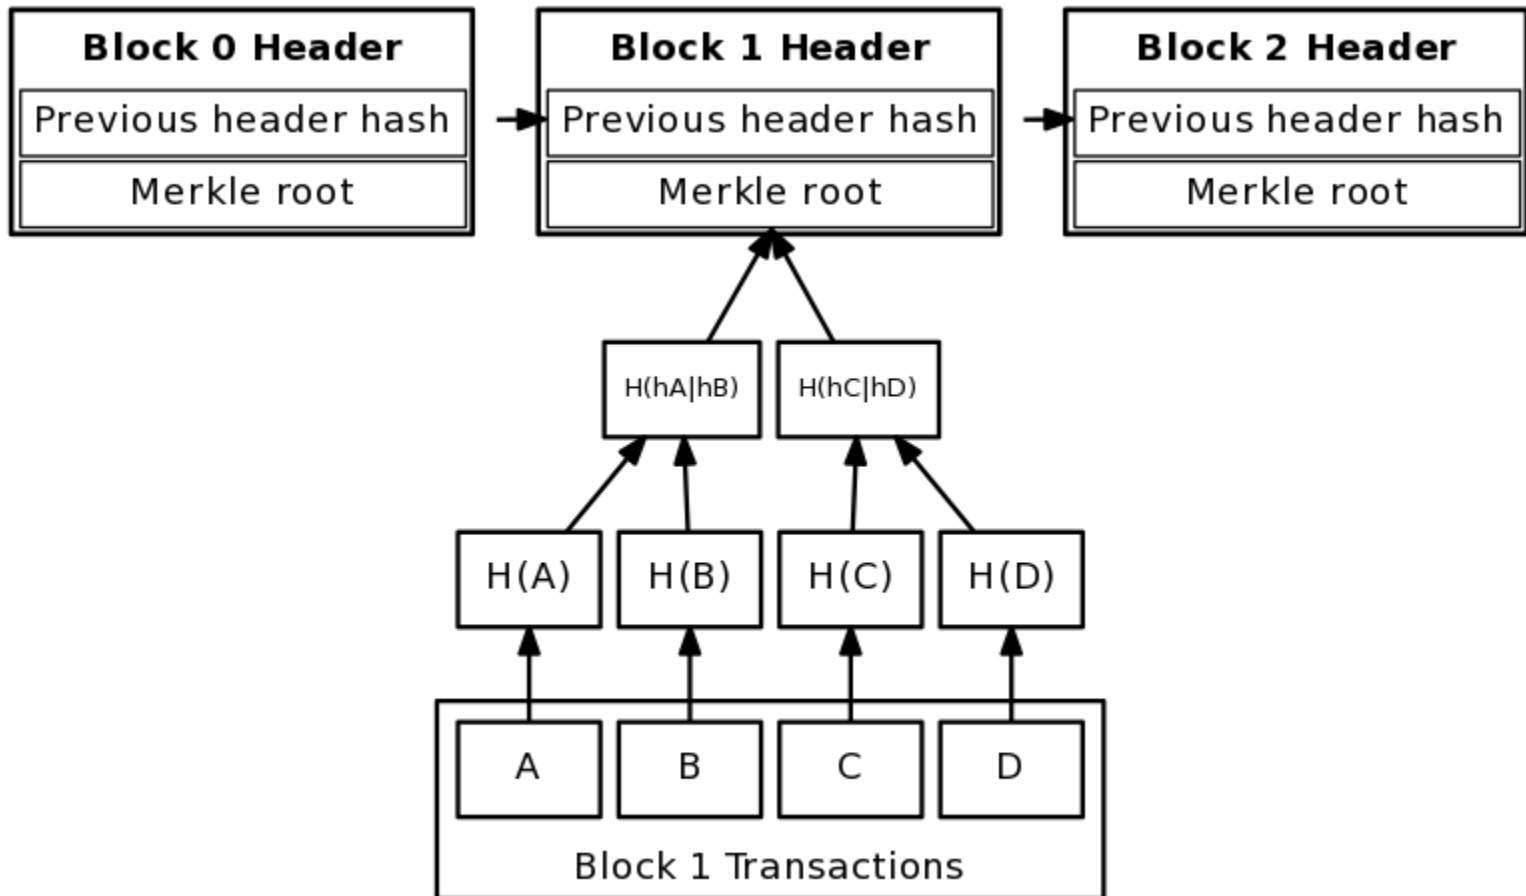 Block 0 Header
Previous header hash
Merkle root
Block 1 Header
Previous header hash
Merkle root
Block 2 Header
Previous header hash
Merkle root
H(hA|hB)
H(hC|hD)
H(A)
H(B)
H(C)
H(D)
A
B
C
D
Block 1 Transactions